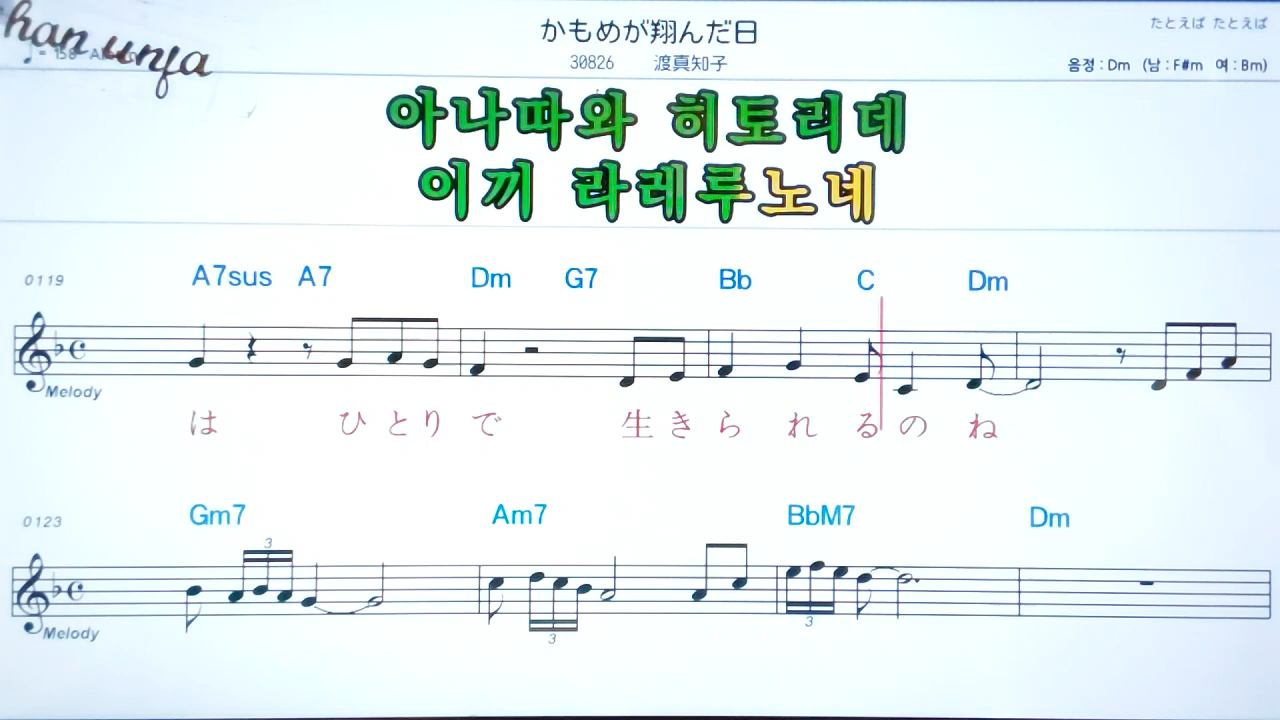 han unja
かもめが翔んだ日
たとえば たとえば
30826 渡真知子
음정 : Dm (남 : F#m 여 : Bm)
아나따와 히토리데
이끼 라레루노네
0119 A7sus A7 Dm G7 Bb C Dm
Melody
は ひとりで 生きられるのね
0123 Gm7 Am7 BbM7 Dm
3
Melody
3 3